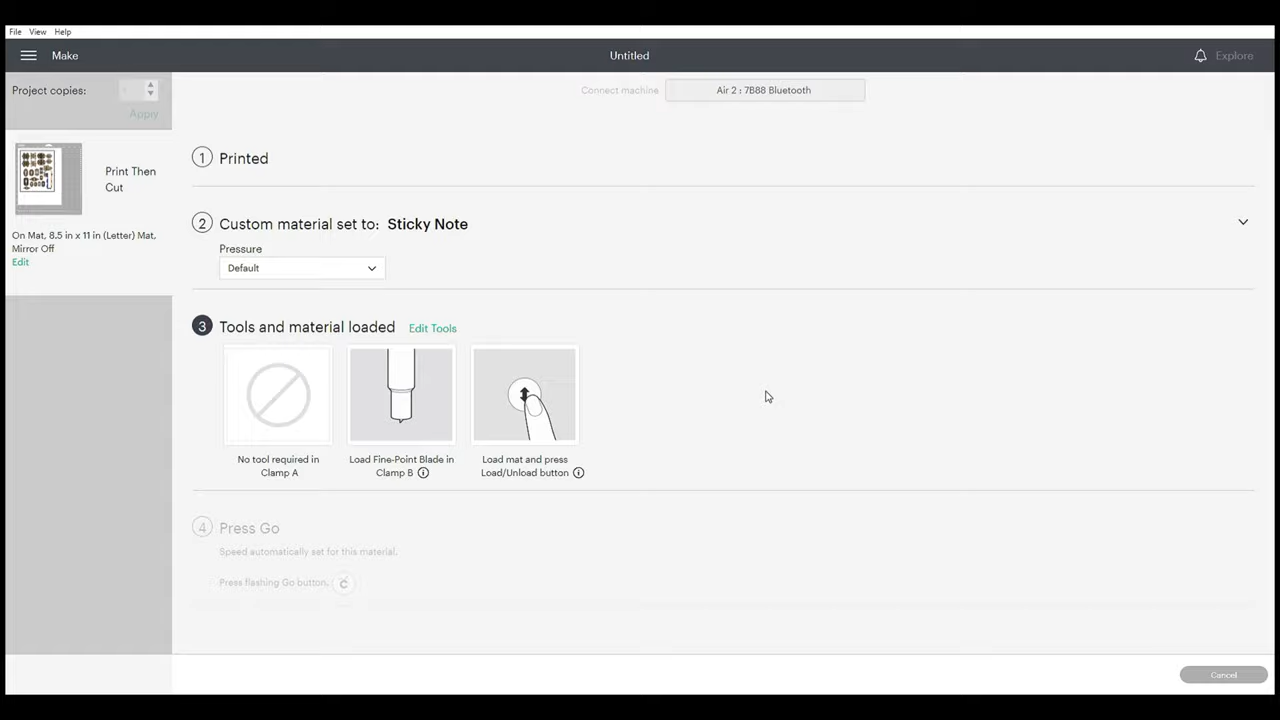 File View Help
Make
Untitled
Explore
Project copies:
Apply
Connect machine
Air 2 : 7B88 Bluetooth
Print Then
Cut
On Mat, 8.5 in x 11 in (Letter) Mat,
Mirror Off
Edit
1 Printed
2 Custom material set to: Sticky Note
Pressure
Default
3 Tools and material loaded Edit Tools
No tool required in
Clamp A
Load Fine-Point Blade in
Clamp B
Load mat and press
Load/Unload button
4 Press Go
Speed automatically set for this material.
Press flashing Go button.
Cancel